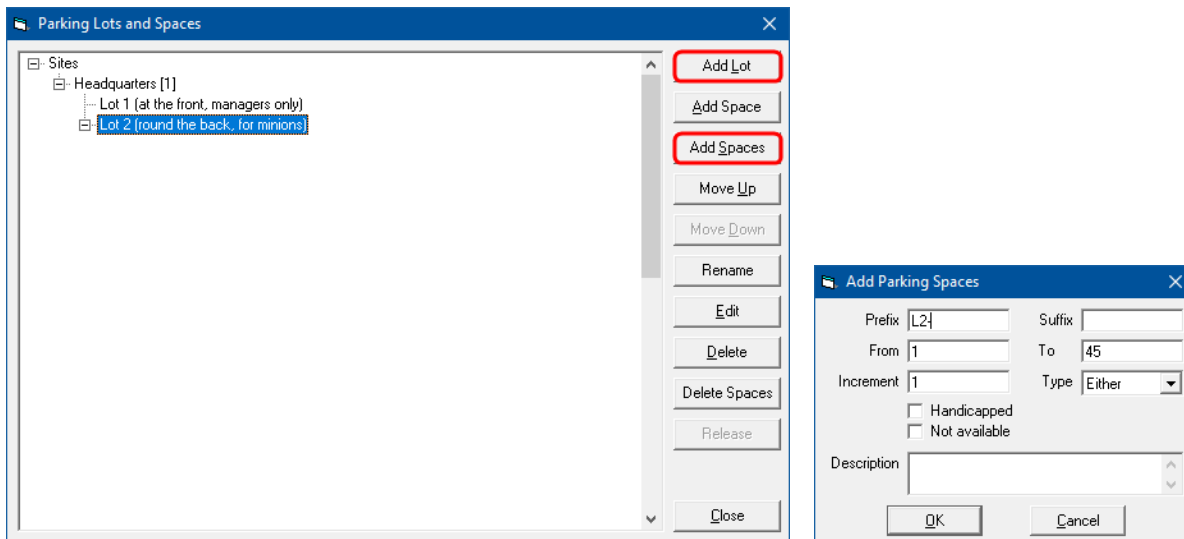 Parking Lots and Spaces
Sites
Headquarters [1]
Lot 1 (at the front, managers only)
Lot 2 (round the back, for minions)
Add Lot
Add Space
Add Spaces
Move Up
Move Down
Rename
Edit
Delete
Delete Spaces
Release
Close
Add Parking Spaces
Prefix L2- Suffix
From 1 To 45
Increment 1 Type Either
Handicapped
Not available
Description
OK Cancel